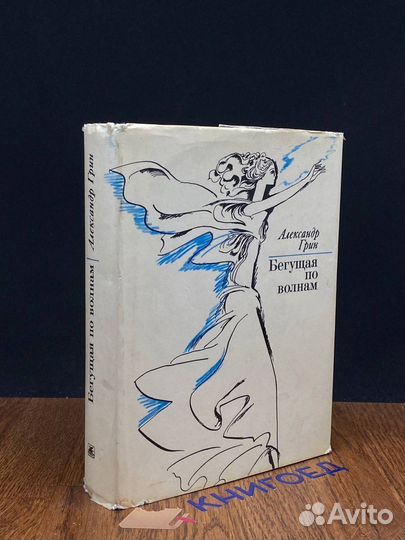 Александр Грин
Бегущая по волнам
Александр
Грин
Бегущая
по
волнам
КНИГОЕД
Avito